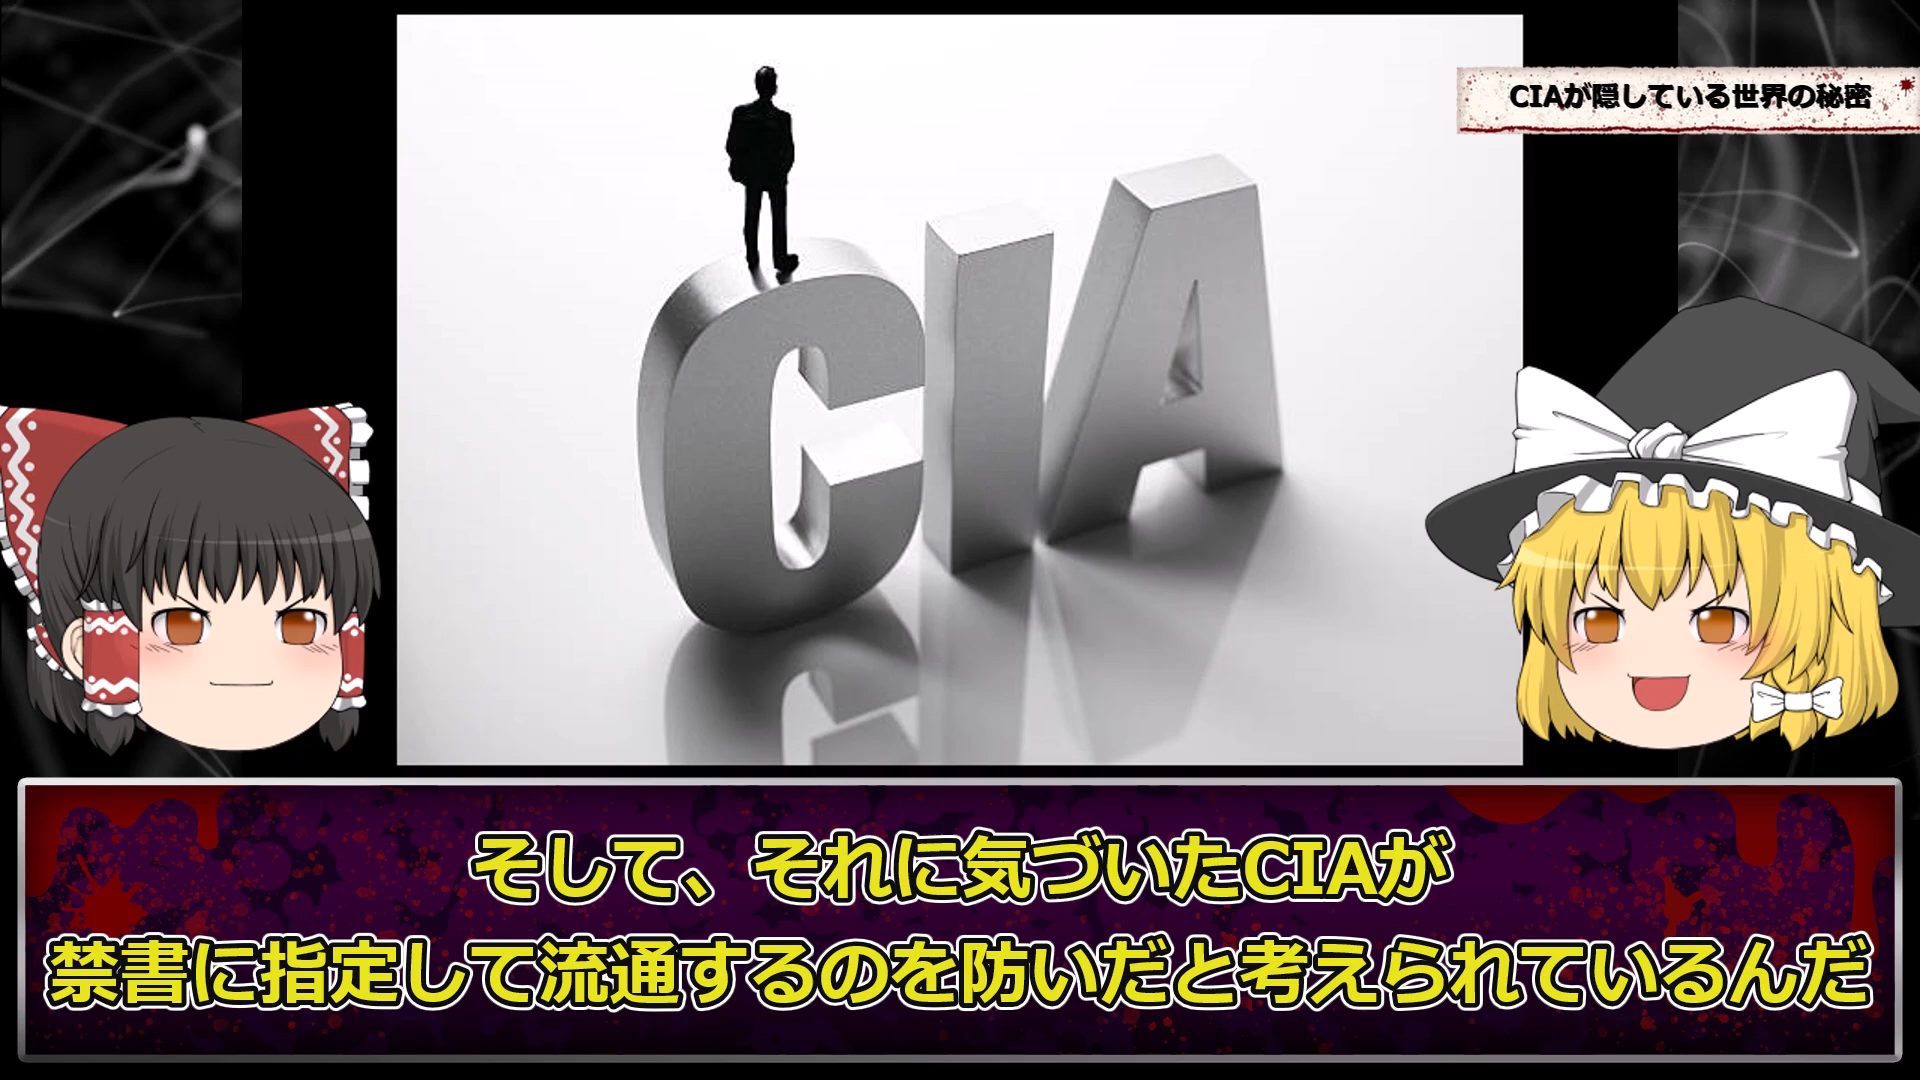 CIAが隠している世界の秘密
CIA
そして、それに気づいたCIAが
禁書に指定して流通するのを防いだと考えられているんだ